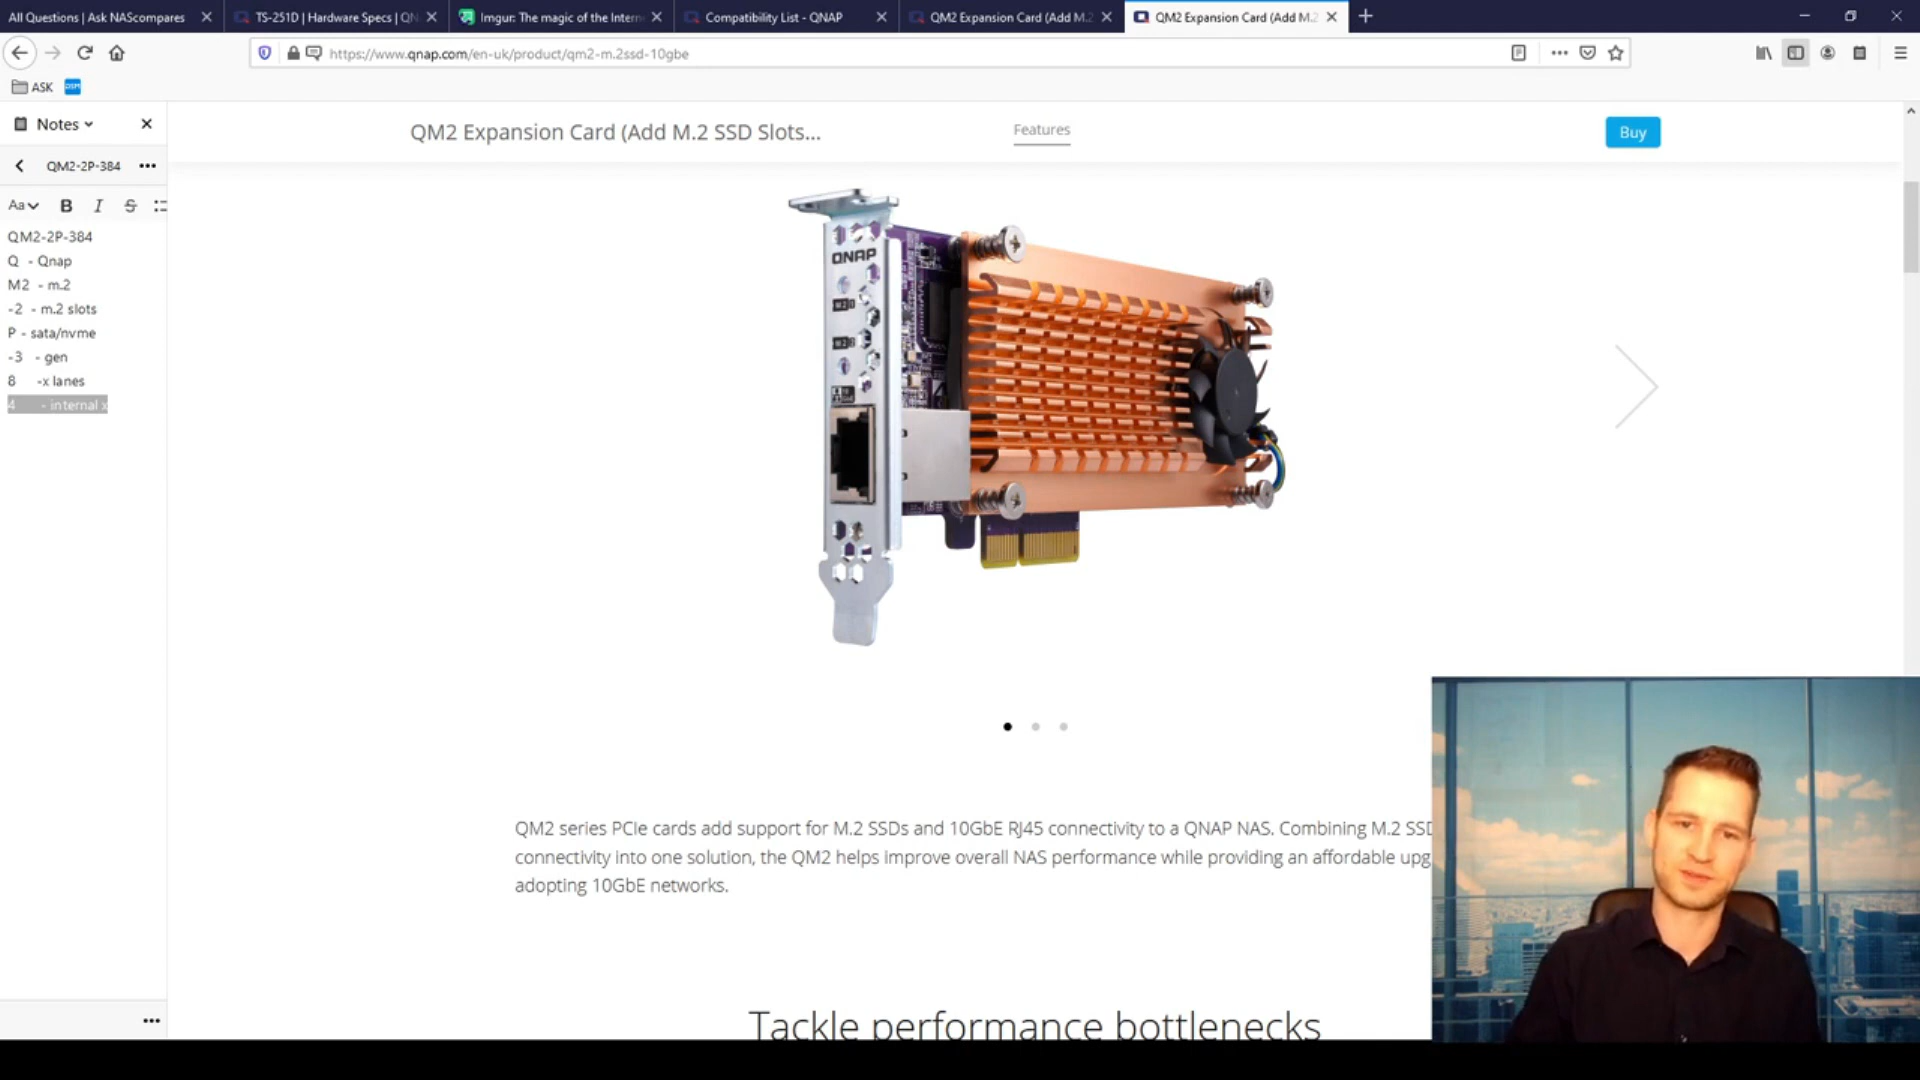 All Questions | Ask NAScompares
TS-251D | Hardware Specs | QN
Imgur: The magic of the Intern
Compatibility List - QNAP
QM2 Expansion Card (Add M.2
QM2 Expansion Card (Add M.2
https://www.qnap.com/en-uk/product/qm2-m.2ssd-10gbe
ASK
DSM
Notes
QM2 Expansion Card (Add M.2 SSD Slots...
Features
Buy
QM2-2P-384
Aa B I S
QM2-2P-384
Q - Qnap
M2 - m.2
-2 - m.2 slots
P - sata/nvme
-3 - gen
8 -x lanes
4 - internal x
QNAP
QM2 series PCIe cards add support for M.2 SSDs and 10GbE RJ45 connectivity to a QNAP NAS. Combining M.2 SSD
connectivity into one solution, the QM2 helps improve overall NAS performance while providing an affordable upg
adopting 10GbE networks.
Tackle performance bottlenecks